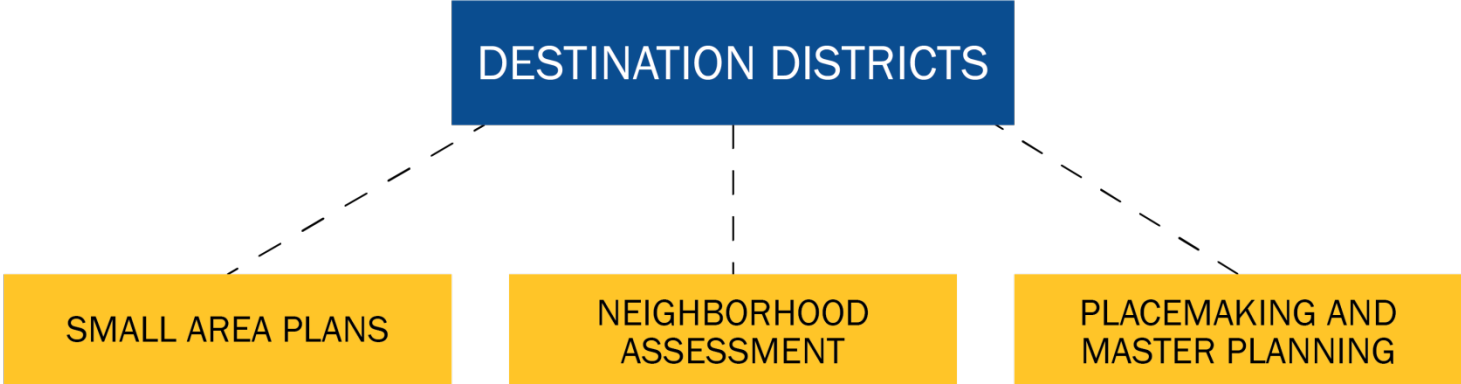 DESTINATION DISTRICTS
SMALL AREA PLANS
NEIGHBORHOOD
ASSESSMENT
PLACEMAKING AND
MASTER PLANNING